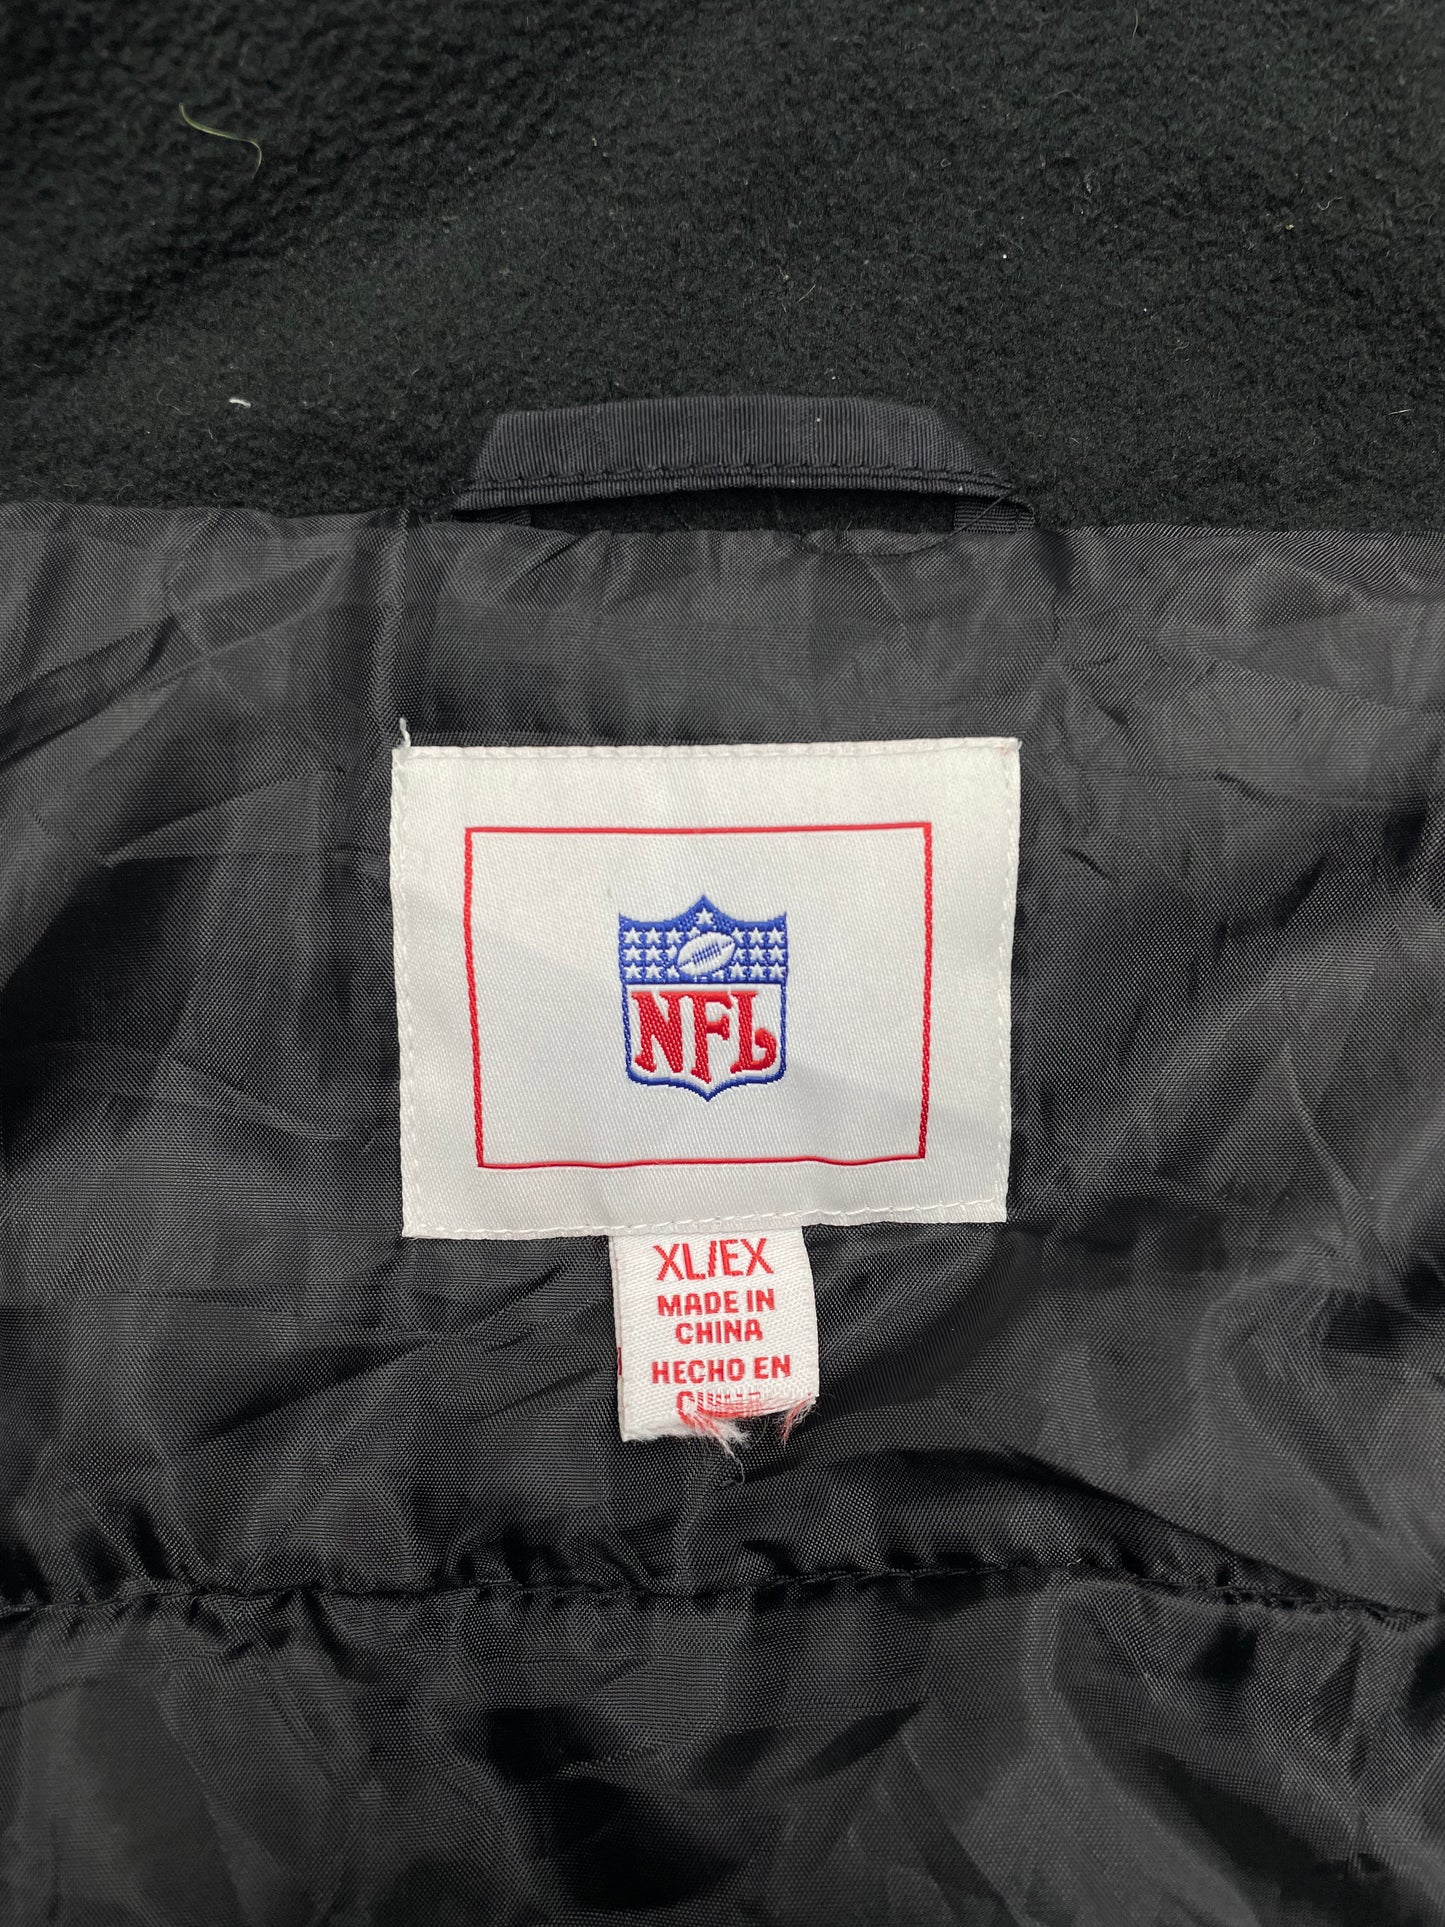 NFL
XL/EX
MADE IN
CHINA
HECHO EN